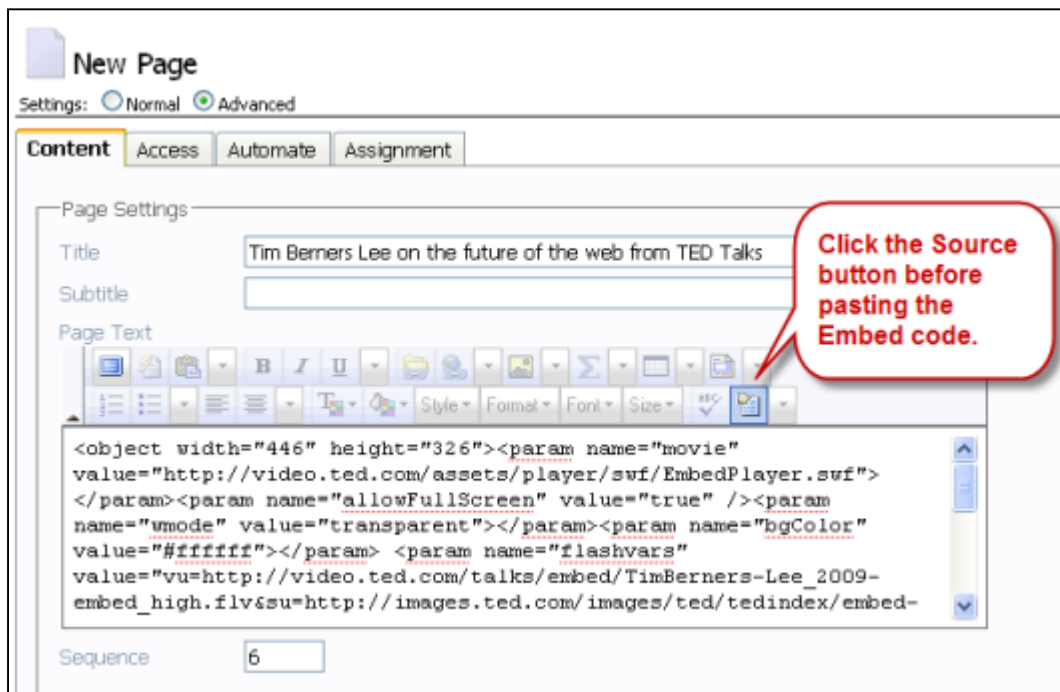 New Page
Settings: Normal Advanced
Content Access Automate Assignment
Page Settings
Title Tim Berners Lee on the future of the web from TED Talks
Subtitle
Click the Source
button before
pasting the
Embed code.
Page Text
B I U Σ
T Style Format Font Size ABC
<object width="446" height="326"><param name="movie"
value="http://video.ted.com/assets/player/swf/EmbedPlayer.swf">
</param><param name="allowFullScreen" value="true" /><param
name="wmode" value="transparent"></param><param name="bgColor"
value="#ffffff"></param> <param name="flashvars"
value="vu=http://video.ted.com/talks/embed/TimBerners-Lee_2009-
embed_high.flv&su=http://images.ted.com/images/ted/tedindex/embed-
Sequence 6